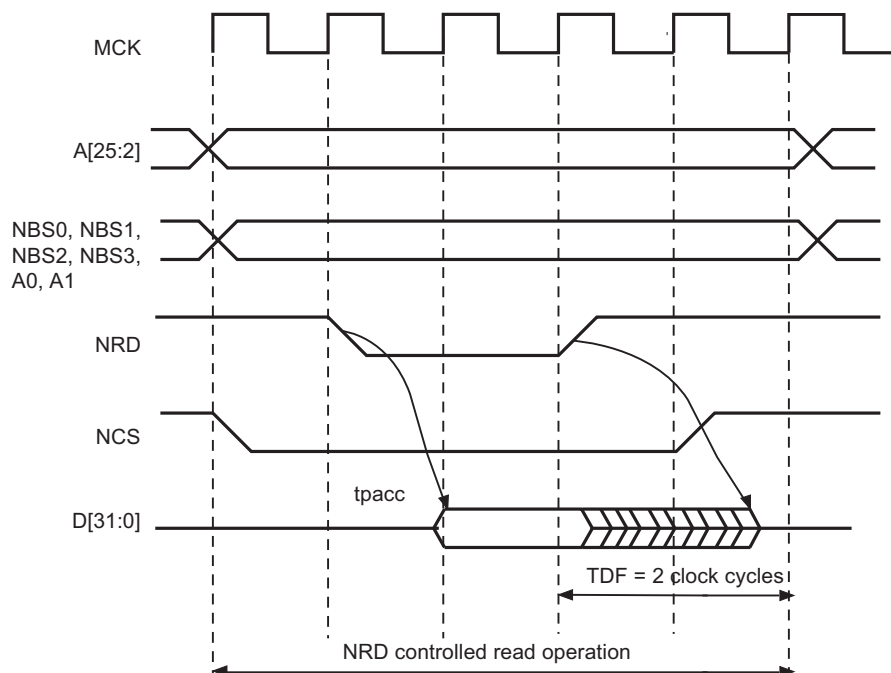 MCK
A[25:2]
NBS0, NBS1,
NBS2, NBS3,
A0, A1
NRD
NCS
tpacc
D[31:0]
TDF = 2 clock cycles
NRD controlled read operation